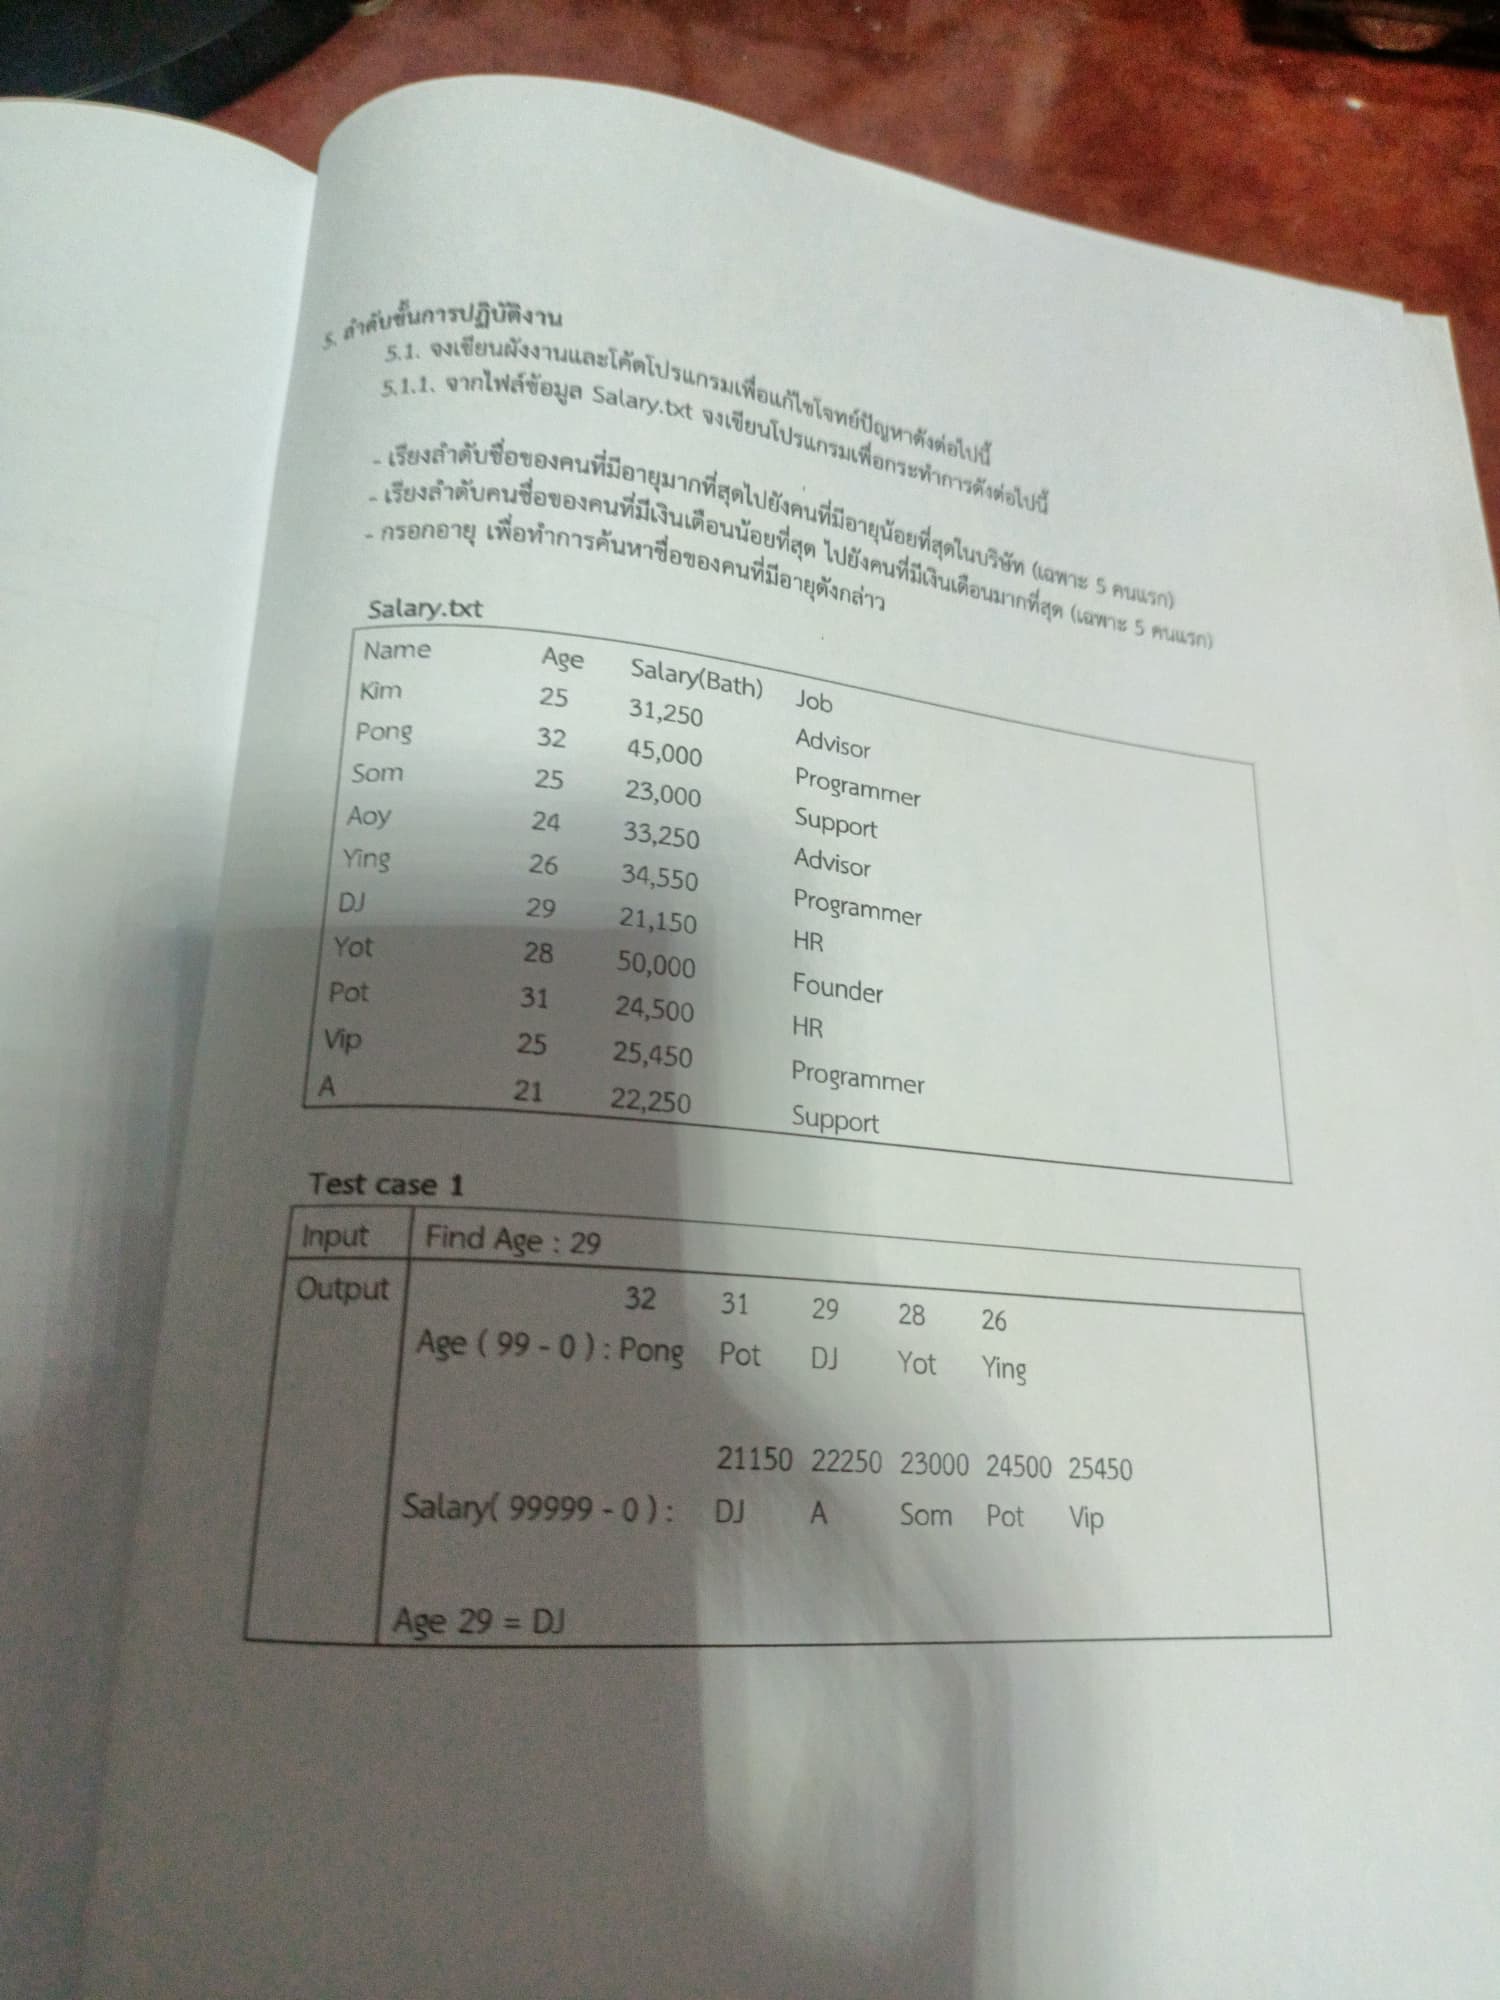 5. ลำดับขั้นการปฏิบัติงาน
5.1. จงเขียนผังงานและโค้ดโปรแกรมเพื่อแก้ไขโจทย์ปัญหาดังต่อไปนี้
5.1.1. จากไฟล์ข้อมูล Salary.txt จงเขียนโปรแกรมเพื่อกระทำการดังต่อไปนี้
- เรียงลำดับชื่อของคนที่มีอายุมากที่สุดไปยังคนที่มีอายุน้อยที่สุดในบริษัท (เฉพาะ 5 คนแรก)
- เรียงลำดับคนชื่อของคนที่มีเงินเดือนน้อยที่สุด ไปยังคนที่มีเงินเดือนมากที่สุด (เฉพาะ 5 คนแรก)
- กรอกอายุ เพื่อทำการค้นหาชื่อของคนที่มีอายุดังกล่าว
Salary.txt
Name Age Salary(Bath) Job
Kim 25 31,250 Advisor
Pong 32 45,000 Programmer
Som 25 23,000 Support
Aoy 24 33,250 Advisor
Ying 26 34,550 Programmer
DJ 29 21,150 HR
Yot 28 50,000 Founder
Pot 31 24,500 HR
Vip 25 25,450 Programmer
A 21 22,250 Support
Test case 1
Input Find Age : 29
Output 32 31 29 28 26
Age ( 99 - 0 ) : Pong Pot DJ Yot Ying
21150 22250 23000 24500 25450
Salary( 99999 - 0 ) : DJ A Som Pot Vip
Age 29 = DJ